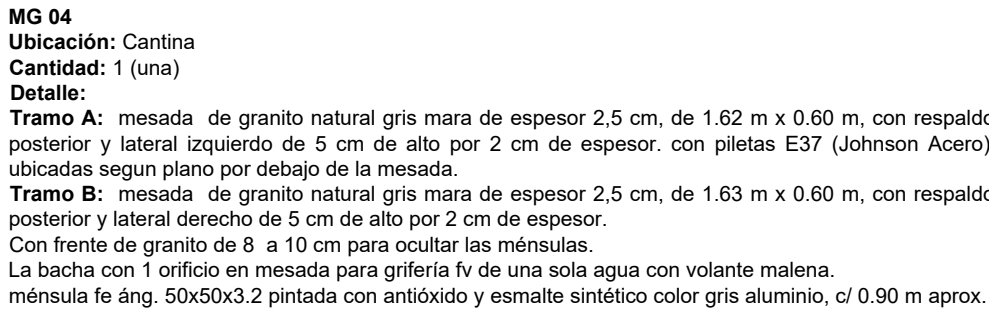 MG 04
Ubicación: Cantina
Cantidad: 1 (una)
Detalle:
Tramo A: mesada de granito natural gris mara de espesor 2,5 cm, de 1.62 m x 0.60 m, con respaldo
posterior y lateral izquierdo de 5 cm de alto por 2 cm de espesor. con piletas E37 (Johnson Acero)
ubicadas segun plano por debajo de la mesada.
Tramo B: mesada de granito natural gris mara de espesor 2,5 cm, de 1.63 m x 0.60 m, con respaldo
posterior y lateral derecho de 5 cm de alto por 2 cm de espesor.
Con frente de granito de 8 a 10 cm para ocultar las ménsulas.
La bacha con 1 orificio en mesada para grifería fv de una sola agua con volante malena.
ménsula fe áng. 50x50x3.2 pintada con antióxido y esmalte sintético color gris aluminio, c/ 0.90 m aprox.